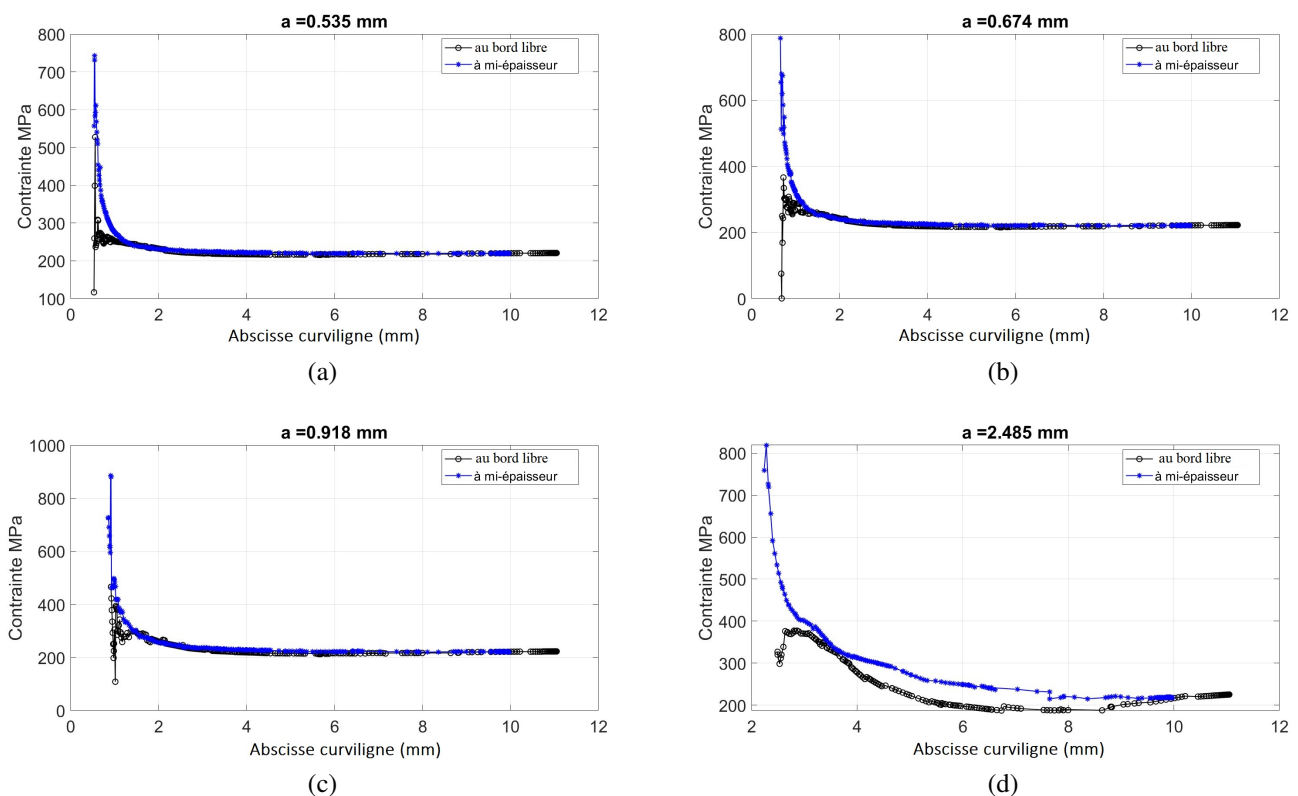 a =0.535 mm
Contrainte MPa
800
700
600
500
400
300
200
100
0
2
4
6
8
10
12
Abscisse curviligne (mm)
au bord libre
à mi-épaisseur
(a)
a =0.674 mm
Contrainte MPa
800
600
400
200
0
0
2
4
6
8
10
12
Abscisse curviligne (mm)
au bord libre
à mi-épaisseur
(b)
a =0.918 mm
Contrainte MPa
1000
800
600
400
200
0
0
2
4
6
8
10
12
Abscisse curviligne (mm)
au bord libre
à mi-épaisseur
(c)
a =2.485 mm
Contrainte MPa
800
700
600
500
400
300
200
2
4
6
8
10
12
Abscisse curviligne (mm)
au bord libre
à mi-épaisseur
(d)